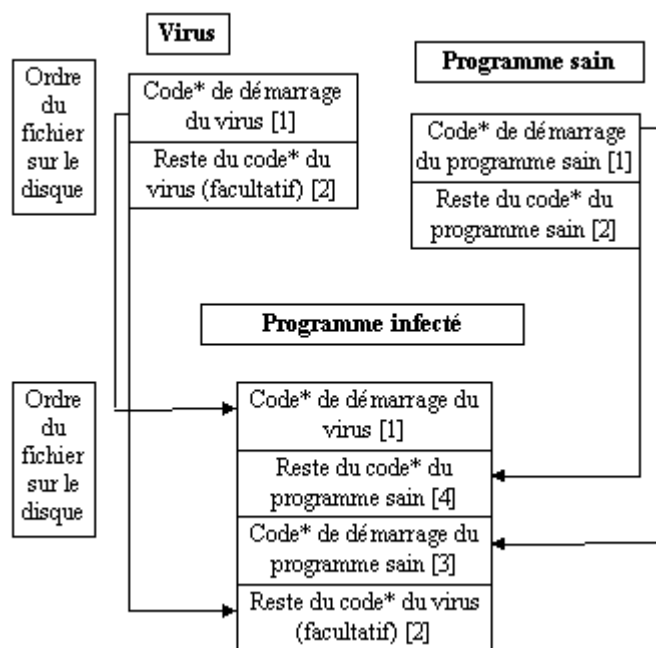 Virus
Programme sain
Ordre
du
fichier
sur le
disque
Code* de démarrage
du virus [1]
Reste du code* du
virus (facultatif) [2]
Code* de démarrage
du programme sain [1]
Reste du code* du
programme sain [2]
Programme infecté
Ordre
du
fichier
sur le
disque
Code* de démarrage du
virus [1]
Reste du code* du
programme sain [4]
Code* de démarrage du
programme sain [3]
Reste du code* du virus
(facultatif) [2]